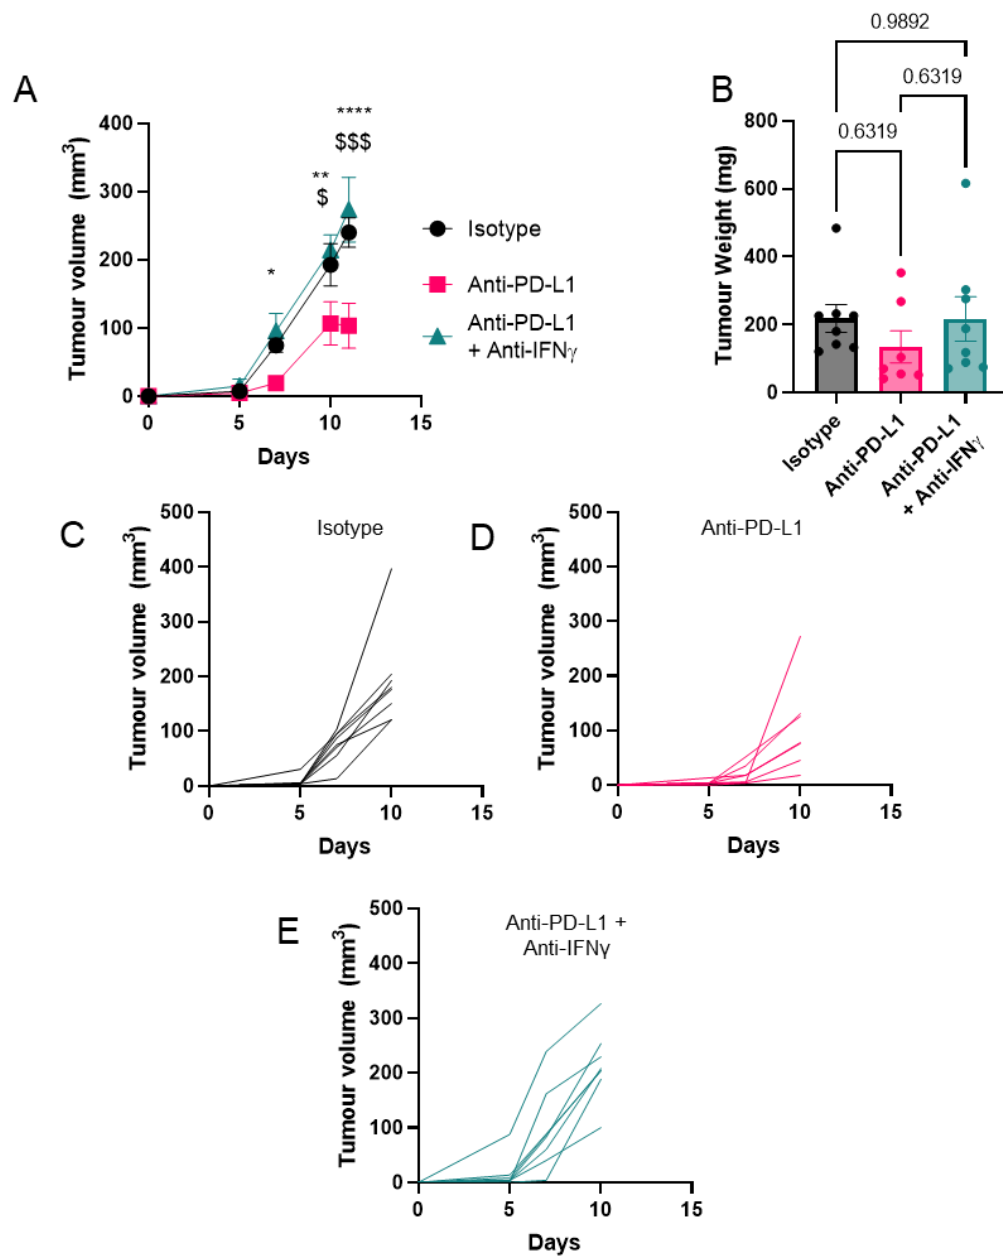 A
Tumour volume (mm3)
400
300
200
100
0
0
5
10
15
Days
*
**
$
****
$$$
Isotype
Anti-PD-L1
Anti-PD-L1
+ Anti-IFNγ
B
0.9892
0.6319
0.6319
Tumour Weight (mg)
800
600
400
200
0
Isotype
Anti-PD-L1
Anti-PD-L1
+ Anti-IFNγ
C
Isotype
Tumour volume (mm3)
500
400
300
200
100
0
0
5
10
15
Days
D
Anti-PD-L1
Tumour volume (mm3)
500
400
300
200
100
0
0
5
10
15
Days
E
Anti-PD-L1 +
Anti-IFNγ
Tumour volume (mm3)
500
400
300
200
100
0
0
5
10
15
Days